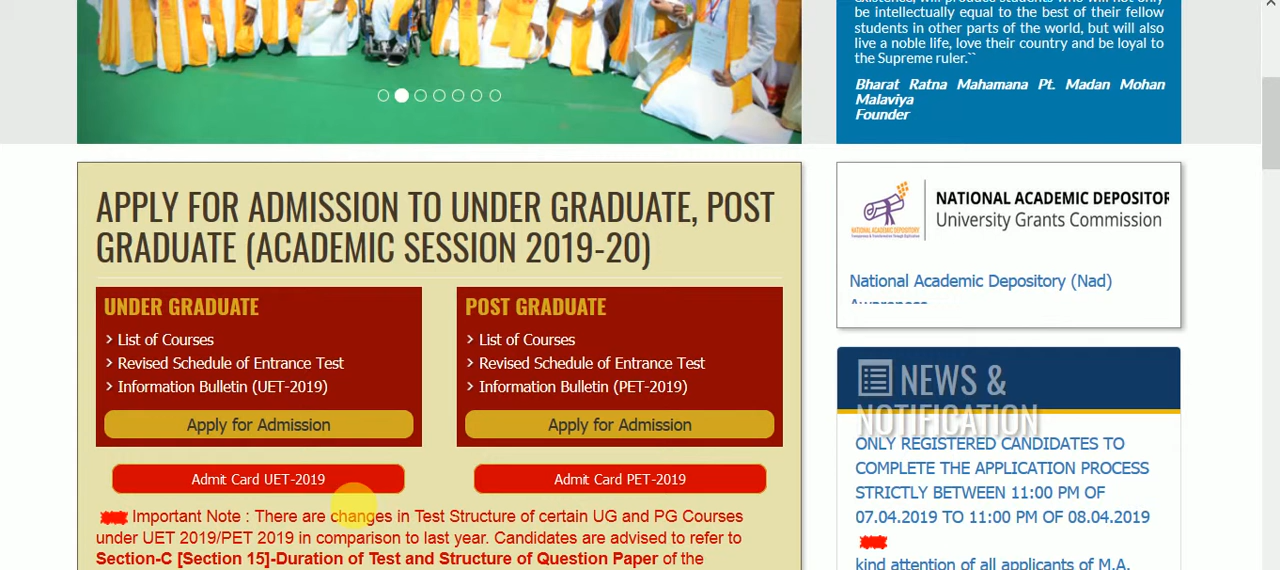 existence, will produce students who will not only
be intellectually equal to the best of their fellow
students in other parts of the world, but will also
live a noble life, love their country and be loyal to
the Supreme ruler.``
Bharat Ratna Mahamana Pt. Madan Mohan
Malaviya
Founder
APPLY FOR ADMISSION TO UNDER GRADUATE, POST
GRADUATE (ACADEMIC SESSION 2019-20)
UNDER GRADUATE
> List of Courses
> Revised Schedule of Entrance Test
> Information Bulletin (UET-2019)
Apply for Admission
POST GRADUATE
> List of Courses
> Revised Schedule of Entrance Test
> Information Bulletin (PET-2019)
Apply for Admission
Admit Card UET-2019
Admit Card PET-2019
Important Note : There are changes in Test Structure of certain UG and PG Courses
under UET 2019/PET 2019 in comparison to last year. Candidates are advised to refer to
Section-C [Section 15]-Duration of Test and Structure of Question Paper of the
NATIONAL ACADEMIC DEPOSITOR
University Grants Commission
NATIONAL ACADEMIC DEPOSITORY
National Academic Depository (Nad)
Awareness
NEWS &
NOTIFICATION
ONLY REGISTERED CANDIDATES TO
COMPLETE THE APPLICATION PROCESS
STRICTLY BETWEEN 11:00 PM OF
07.04.2019 TO 11:00 PM OF 08.04.2019
kind attention of all applicants of M.A.